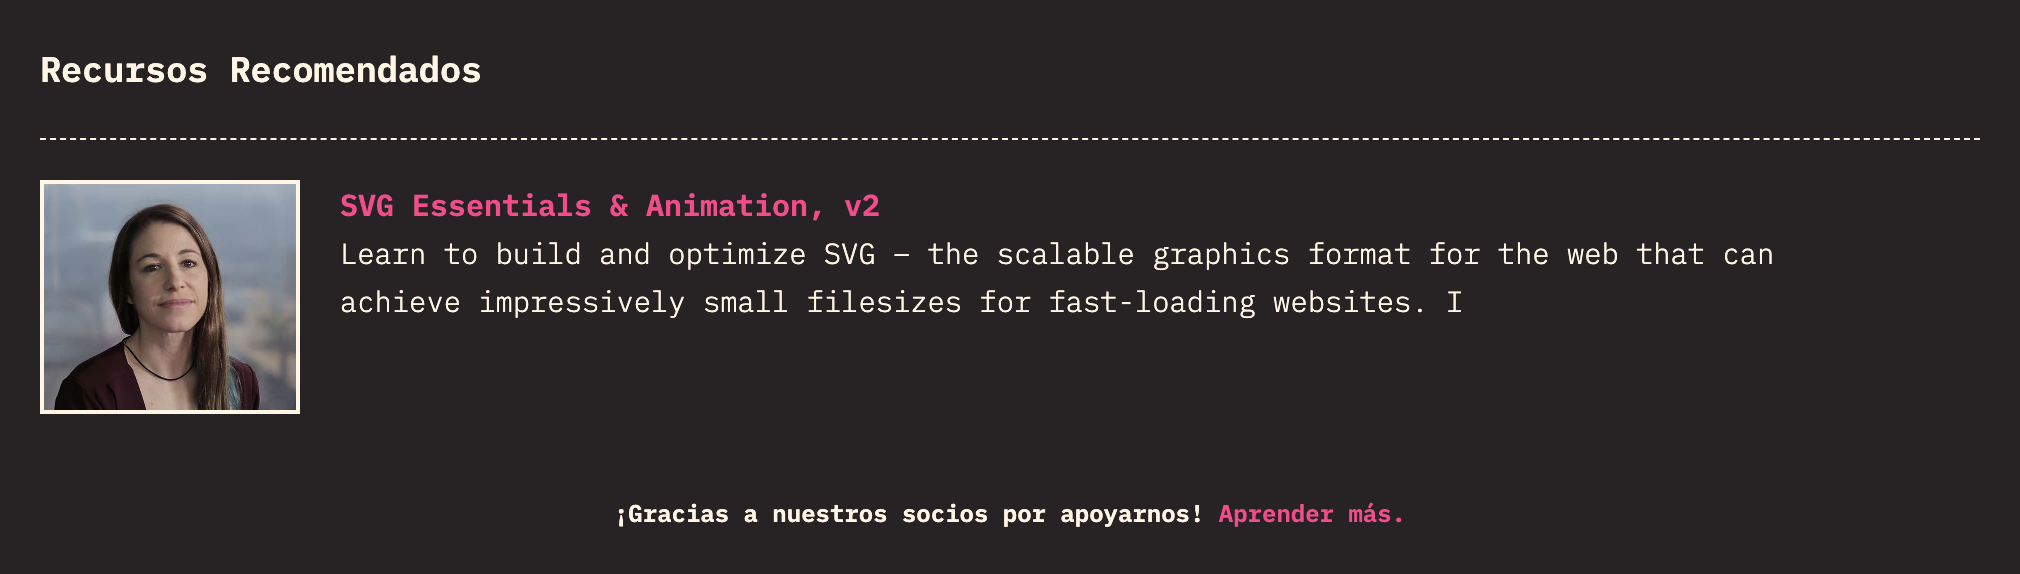 Recursos Recomendados
SVG Essentials & Animation, v2
Learn to build and optimize SVG – the scalable graphics format for the web that can
achieve impressively small filesizes for fast-loading websites. I
¡Gracias a nuestros socios por apoyarnos! Aprender más.